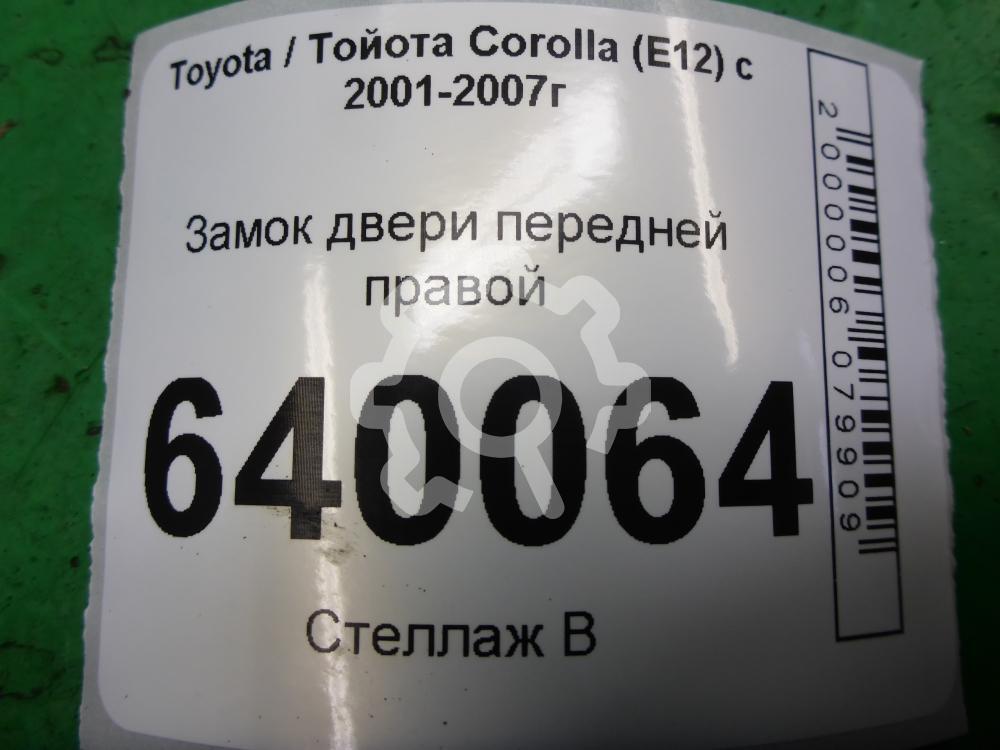 Toyota / Тойота Corolla (E12) с
2001-2007г
Замок двери передней
правой
640064
Стеллаж В
2000006079909